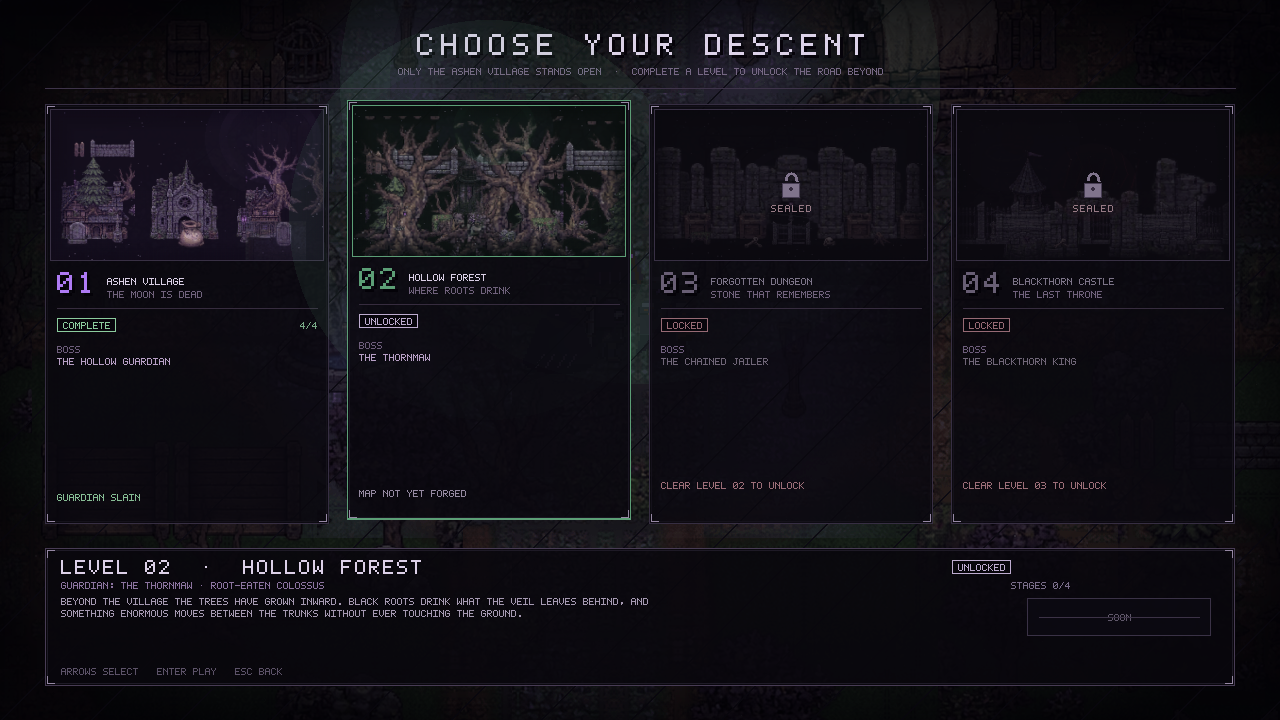 CHOOSE YOUR DESCENT
ONLY THE ASHEN VILLAGE STANDS OPEN · COMPLETE A LEVEL TO UNLOCK THE ROAD BEYOND
01 ASHEN VILLAGE
THE MOON IS DEAD
COMPLETE 4/4
BOSS
THE HOLLOW GUARDIAN
GUARDIAN SLAIN
02 HOLLOW FOREST
WHERE ROOTS DRINK
UNLOCKED
BOSS
THE THORNMAW
MAP NOT YET FORGED
SEALED
03 FORGOTTEN DUNGEON
STONE THAT REMEMBERS
LOCKED
BOSS
THE CHAINED JAILER
CLEAR LEVEL 02 TO UNLOCK
SEALED
04 BLACKTHORN CASTLE
THE LAST THRONE
LOCKED
BOSS
THE BLACKTHORN KING
CLEAR LEVEL 03 TO UNLOCK
LEVEL 02 · HOLLOW FOREST
GUARDIAN: THE THORNMAW · ROOT-EATEN COLOSSUS
BEYOND THE VILLAGE THE TREES HAVE GROWN INWARD. BLACK ROOTS DRINK WHAT THE VEIL LEAVES BEHIND, AND
SOMETHING ENORMOUS MOVES BETWEEN THE TRUNKS WITHOUT EVER TOUCHING THE GROUND.
UNLOCKED
STAGES 0/4
SOON
ARROWS SELECT ENTER PLAY ESC BACK